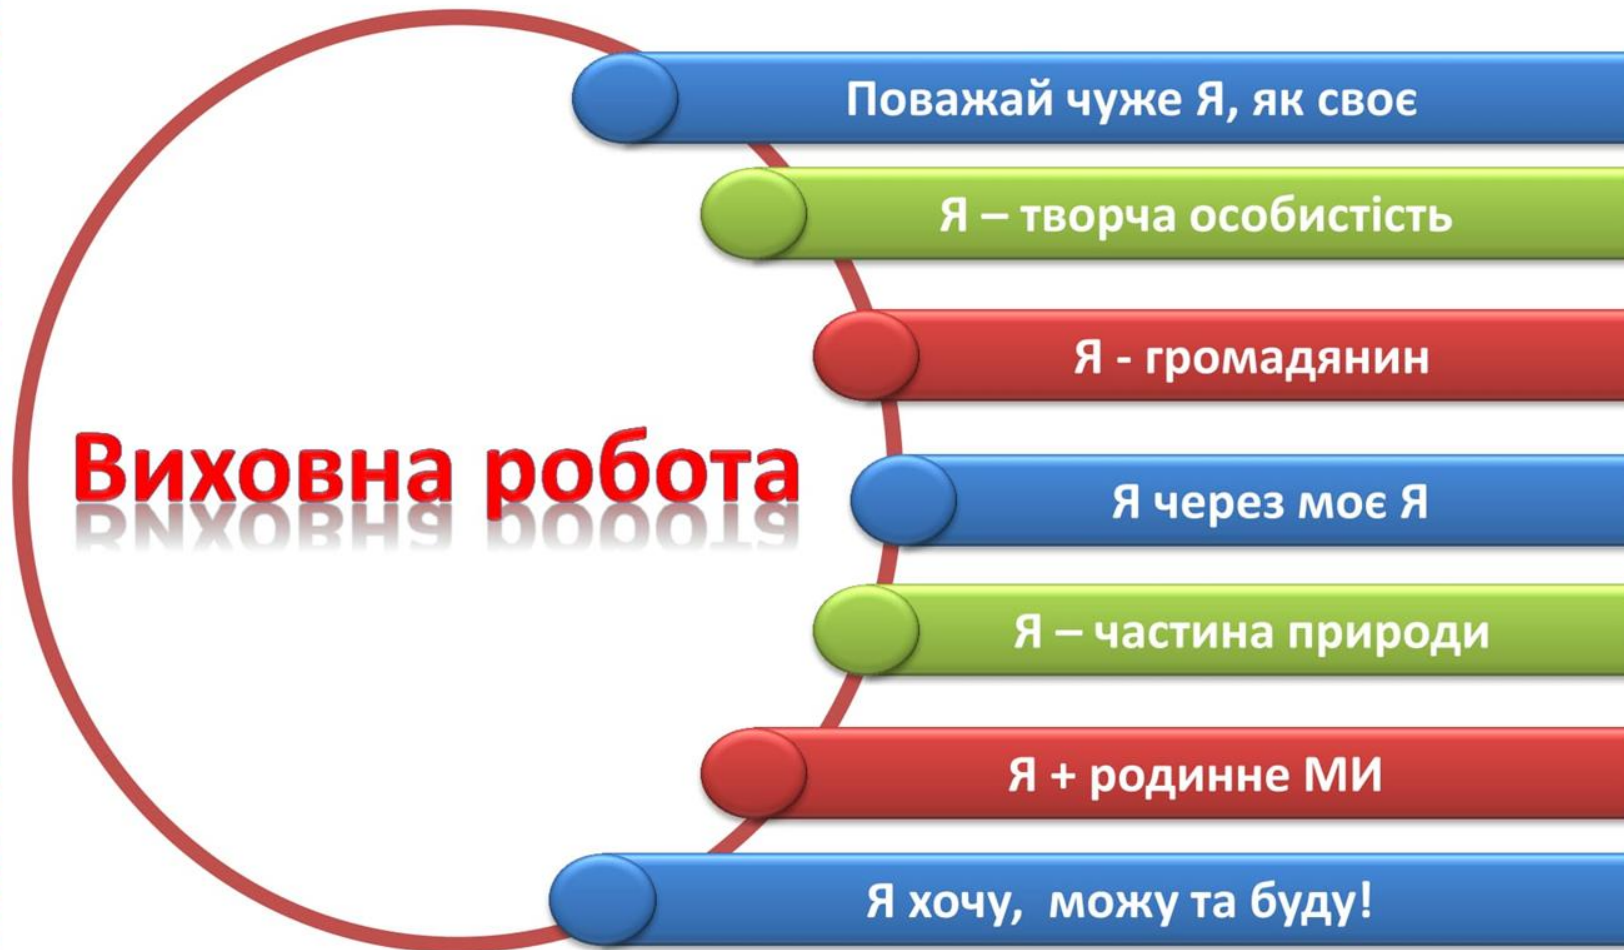 Поважай чуже Я, як своє
Я – творча особистість
Я - громадянин
Виховна робота
Я через моє Я
Я – частина природи
Я + родинне МИ
Я хочу, можу та буду!